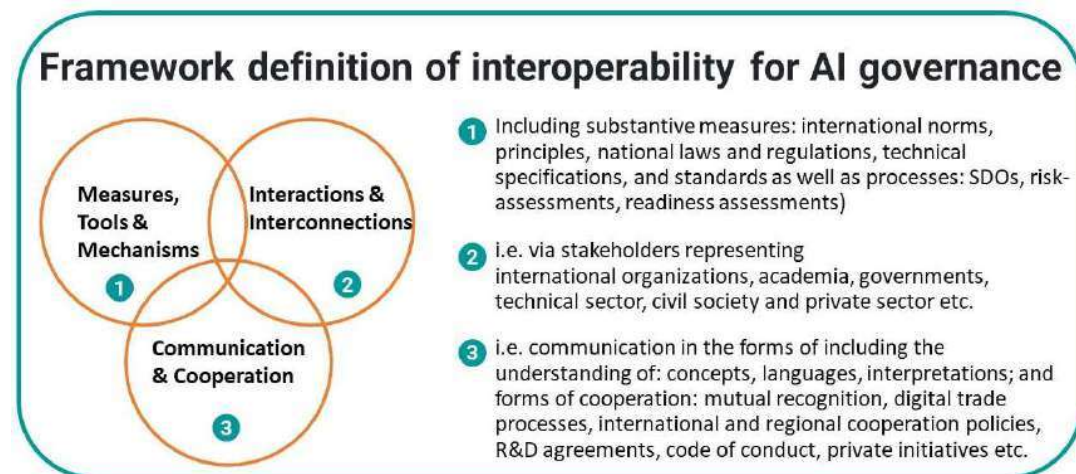 Framework definition of interoperability for AI governance
Measures,
Tools &
Mechanisms
1
Interactions &
Interconnections
2
Communication
& Cooperation
3
1 Including substantive measures: international norms,
principles, national laws and regulations, technical
specifications, and standards as well as processes: SDOs, risk-
assessments, readiness assessments)
2 i.e. via stakeholders representing
international organizations, academia, governments,
technical sector, civil society and private sector etc.
3 i.e. communication in the forms of including the
understanding of: concepts, languages, interpretations; and
forms of cooperation: mutual recognition, digital trade
processes, international and regional cooperation policies,
R&D agreements, code of conduct, private initiatives etc.